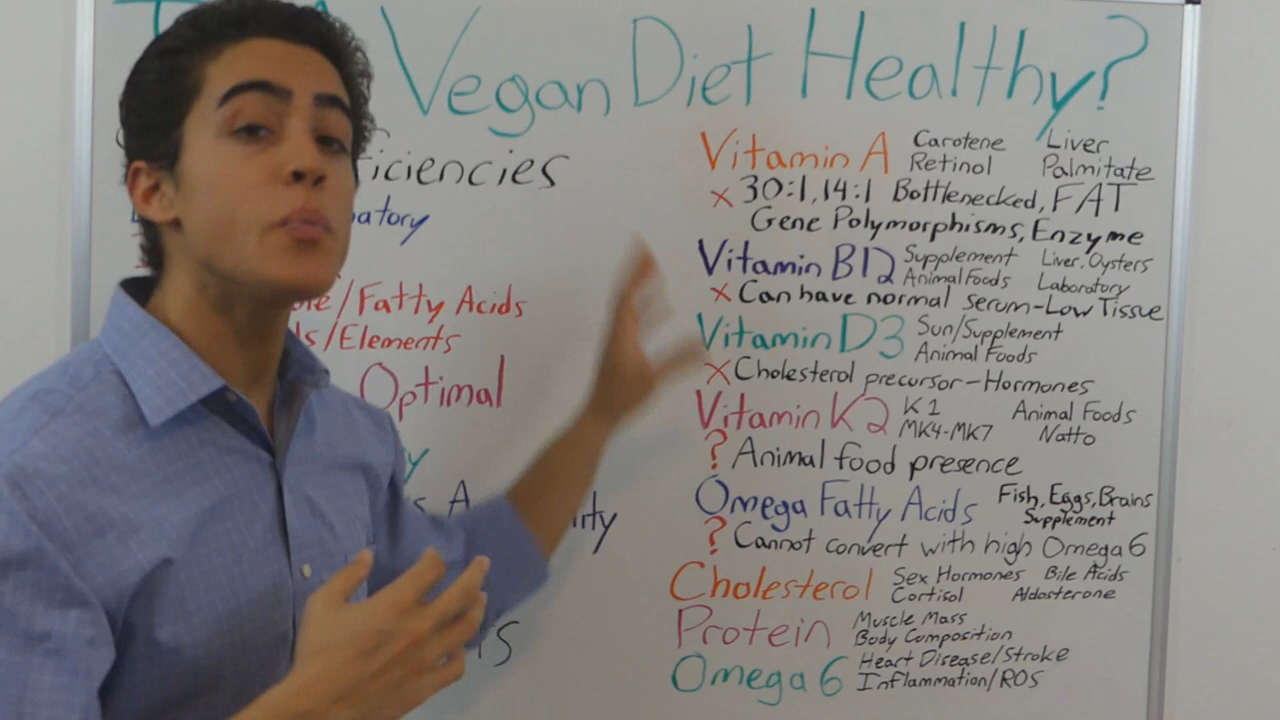 Vegan Diet Healthy?
iciencies
atory
/Fatty Acids
s/Elements
Optimal
y
s A
ity
is
Vitamin A Carotene Liver
Retinol Palmitate
x 30:1, 14:1 Bottlenecked, FAT
Gene Polymorphisms, Enzyme
Vitamin B12 Supplement Liver, Oysters
Animal Foods Laboratory
x Can have normal serum-Low Tissue
Vitamin D3 Sun/Supplement
Animal Foods
x Cholesterol precursor-Hormones
Vitamin K2 K1 Animal Foods
MK4-MK7 Natto
? Animal food presence
Omega Fatty Acids Fish, Eggs, Brains
Supplement
? Cannot convert with high Omega 6
Cholesterol Sex Hormones Bile Acids
Cortisol Aldosterone
Protein Muscle Mass
Body Composition
Omega 6 Heart Disease/Stroke
Inflammation/ROS